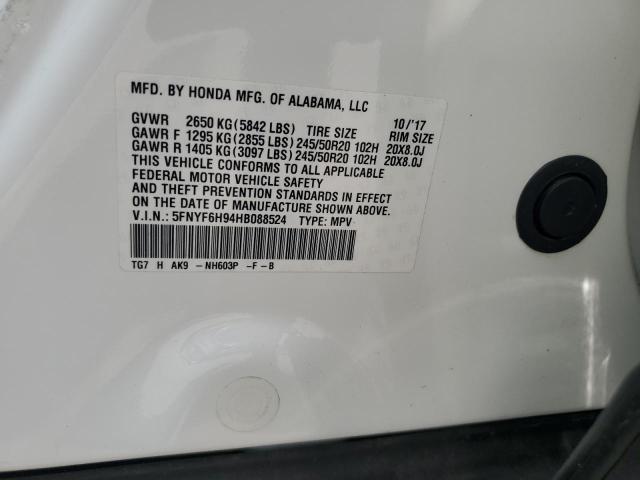 MFD. BY HONDA MFG. OF ALABAMA, LLC
GVWR 2650 KG(5842 LBS) TIRE SIZE 10/'17 RIM SIZE
GAWR F 1295 KG(2855 LBS)245/50R20 102H 20X8.0J
GAWR R 1405 KG(3097 LBS)245/50R20 102H 20X8.0J
THIS VEHICLE CONFORMS TO ALL APPLICABLE
FEDERAL MOTOR VEHICLE SAFETY
AND THEFT PREVENTION STANDARDS IN EFFECT
ON THE DATE OF MANUFACTURE SHOWN ABOVE.
V.I.N.: 5FNYF6H94HB088524 TYPE: MPV
TG7 H AK9 -NH603P -F-B